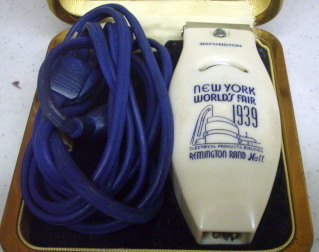 REMINGTON
NEW YORK
WORLD'S FAIR
1939
ELECTRICAL PRODUCTS BUILDING
REMINGTON RAND Hall